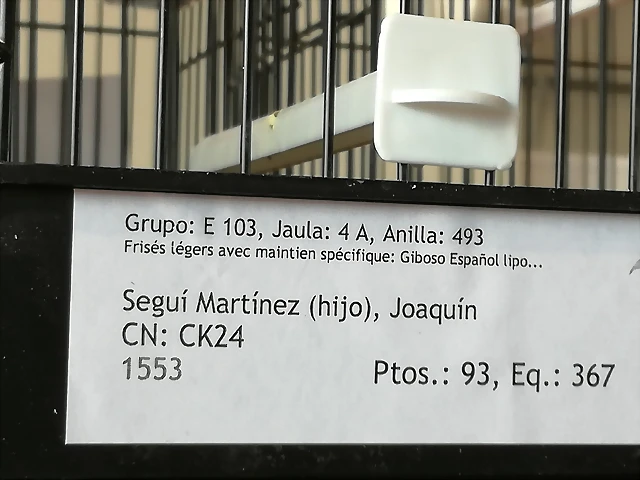 Grupo: E 103, Jaula: 4 A, Anilla: 493
Frisés légers avec maintien spécifique: Giboso Español lipo...
Seguí Martínez (hijo), Joaquín
CN: CK24
1553
Ptos.: 93, Eq.: 367